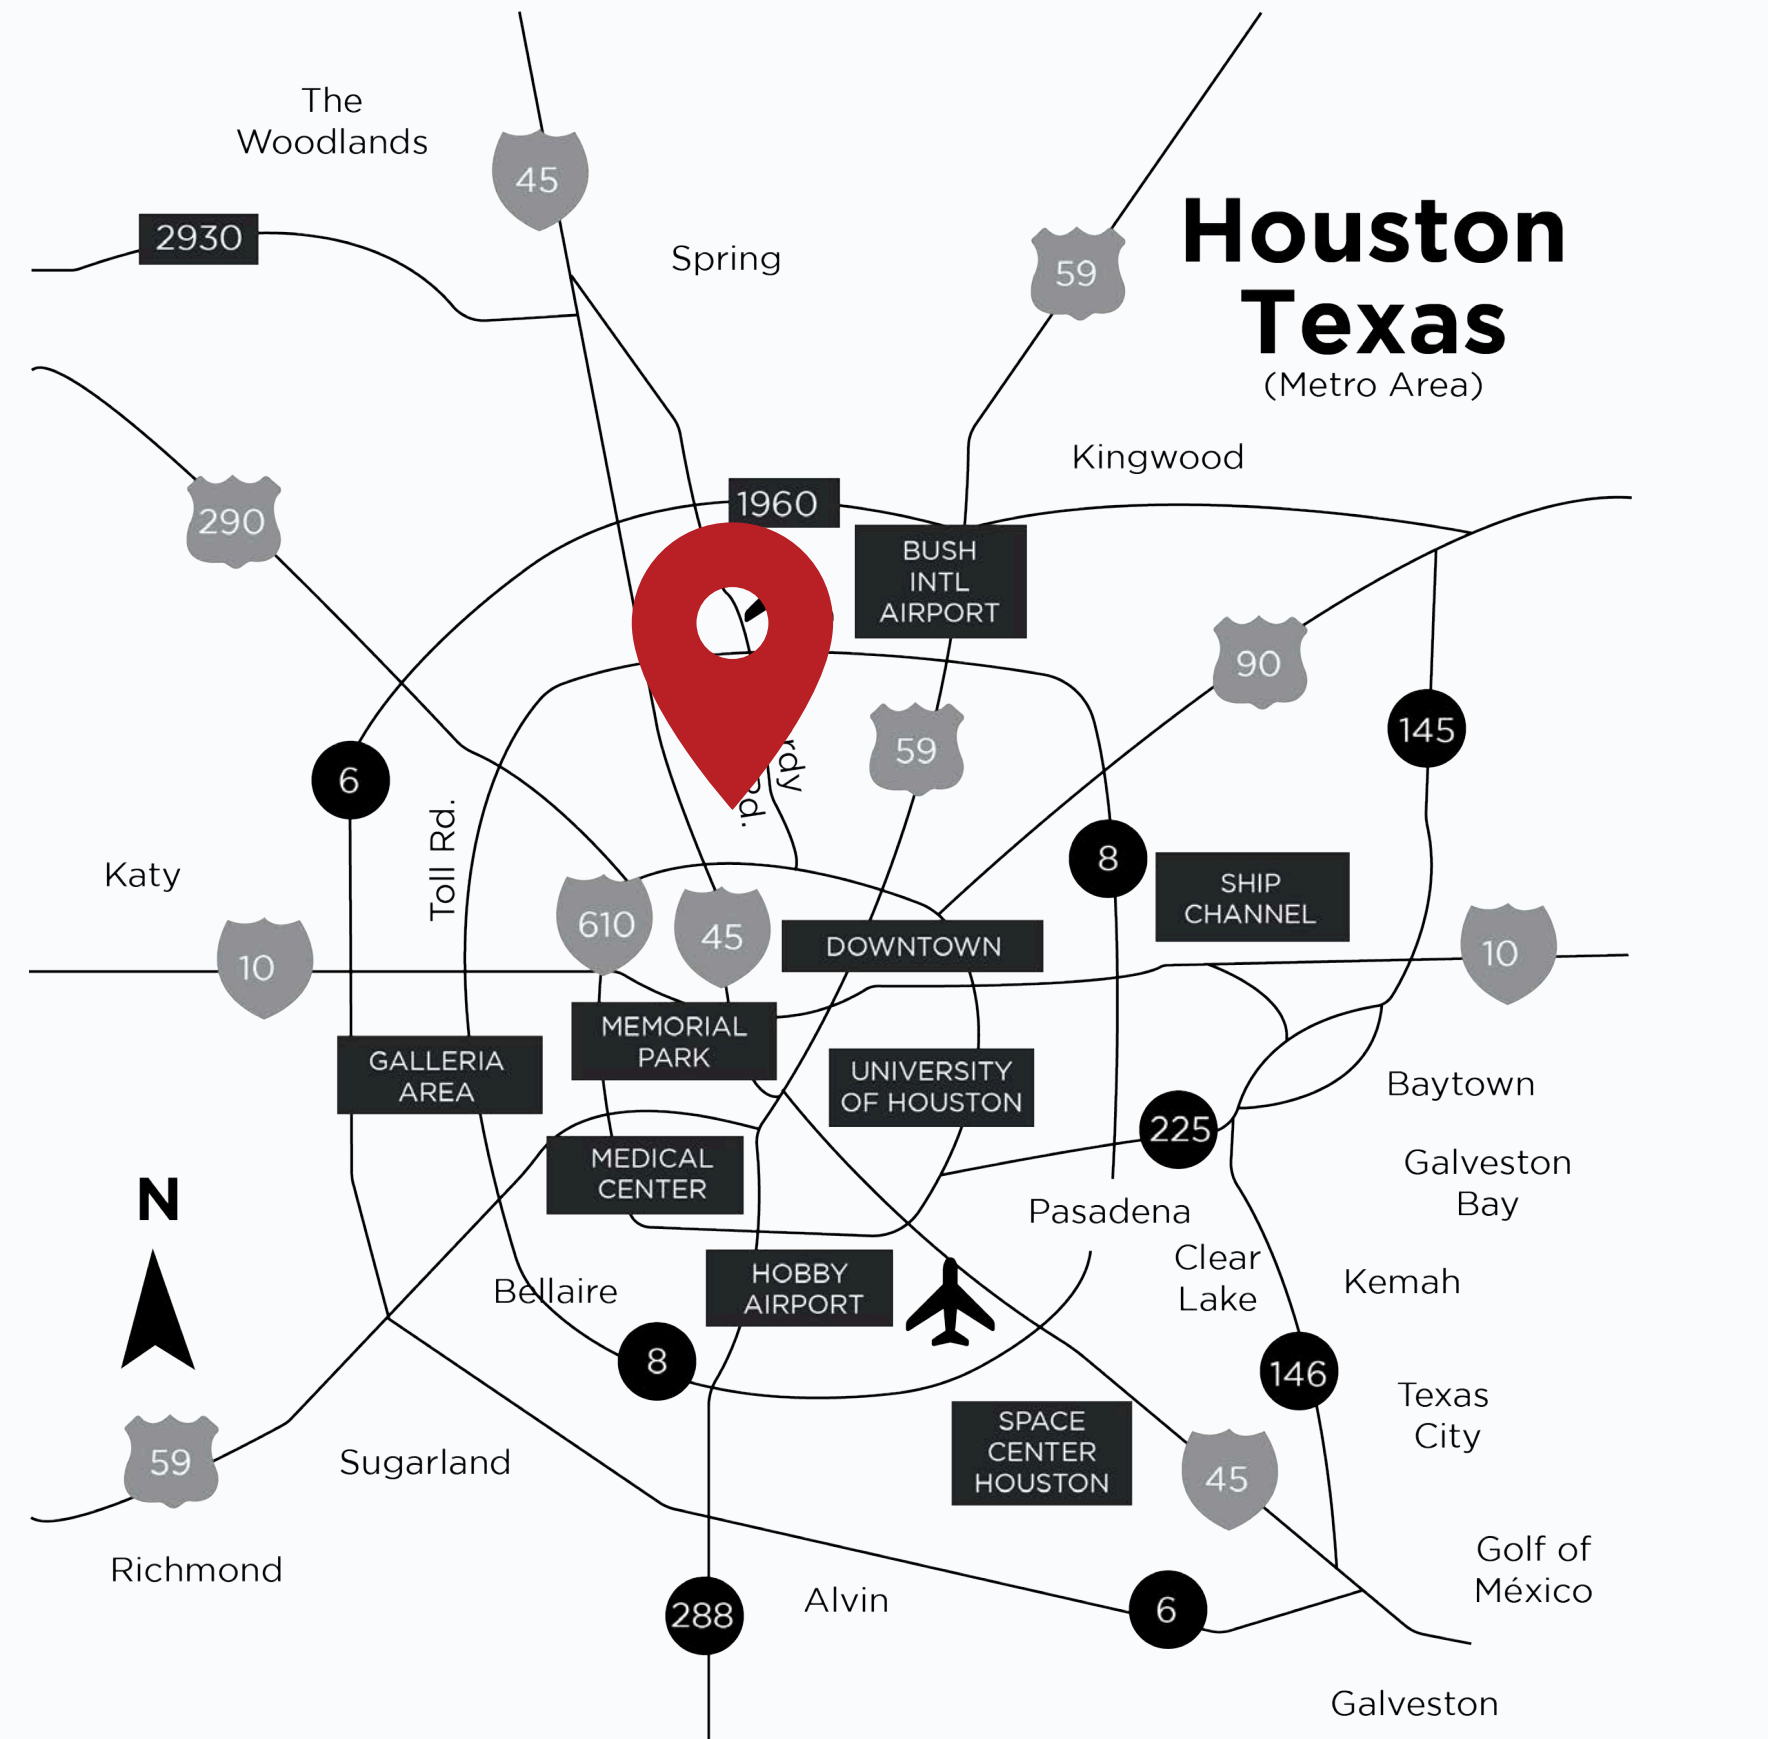 The
Woodlands
45
2930
Spring
59
Houston
Texas
(Metro Area)
Kingwood
290
1960
BUSH
INTL
AIRPORT
90
145
6
59
rdy
Rd.
Toll Rd.
8
Katy
SHIP
CHANNEL
10
610
45
DOWNTOWN
10
MEMORIAL
PARK
GALLERIA
AREA
UNIVERSITY
OF HOUSTON
Baytown
225
MEDICAL
CENTER
Galveston
Bay
N
Pasadena
Clear
Lake
Kemah
Bellaire
HOBBY
AIRPORT
8
146
Texas
City
SPACE
CENTER
HOUSTON
59
Sugarland
45
Richmond
Golf of
México
288
Alvin
6
Galveston